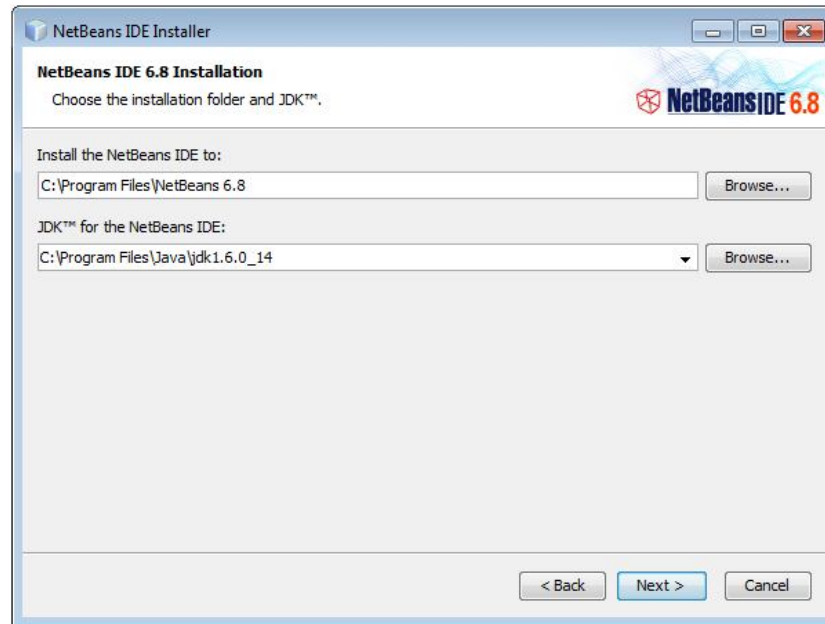 NetBeans IDE Installer
NetBeans IDE 6.8 Installation
Choose the installation folder and JDK™.
NetBeans IDE 6.8
Install the NetBeans IDE to:
C:\Program Files\NetBeans 6.8 Browse...
JDK™ for the NetBeans IDE:
C:\Program Files\Java\jdk1.6.0_14 Browse...
< Back Next > Cancel